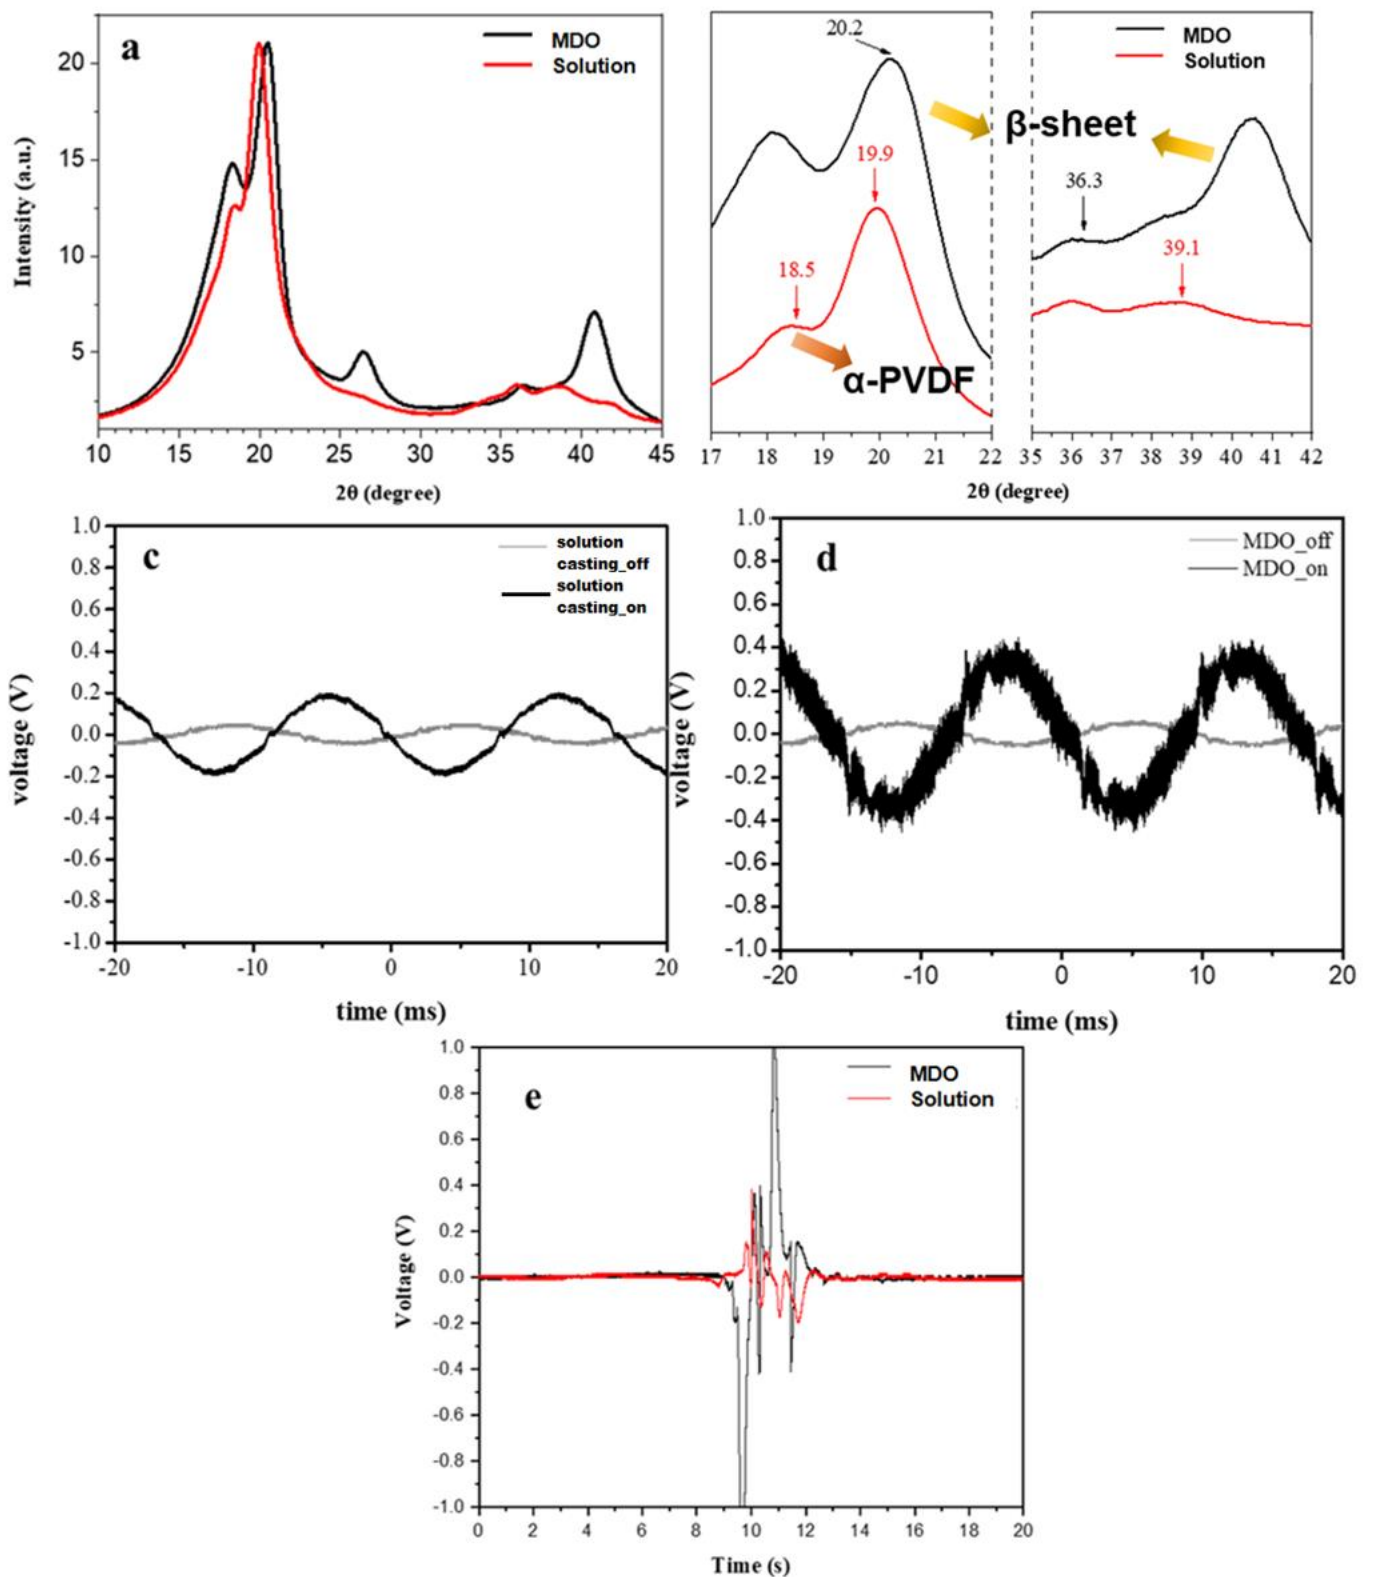 a
MDO
Solution
20
15
10
5
10 15 20 25 30 35 40 45
Intensity (a.u.)
2θ (degree)
20.2
19.9
18.5
α-PVDF
β-sheet
MDO
Solution
36.3
39.1
17 18 19 20 21 22
35 36 37 38 39 40 41 42
2θ (degree)
c
solution
casting_off
solution
casting_on
1.0
0.8
0.6
0.4
0.2
0.0
-0.2
-0.4
-0.6
-0.8
-1.0
-20 -10 0 10 20
voltage (V)
time (ms)
d
MDO_off
MDO_on
1.0
0.8
0.6
0.4
0.2
0.0
-0.2
-0.4
-0.6
-0.8
-1.0
-20 -10 0 10 20
voltage (V)
time (ms)
e
MDO
Solution
1.0
0.8
0.6
0.4
0.2
0.0
-0.2
-0.4
-0.6
-0.8
-1.0
0 2 4 6 8 10 12 14 16 18 20
Voltage (V)
Time (s)